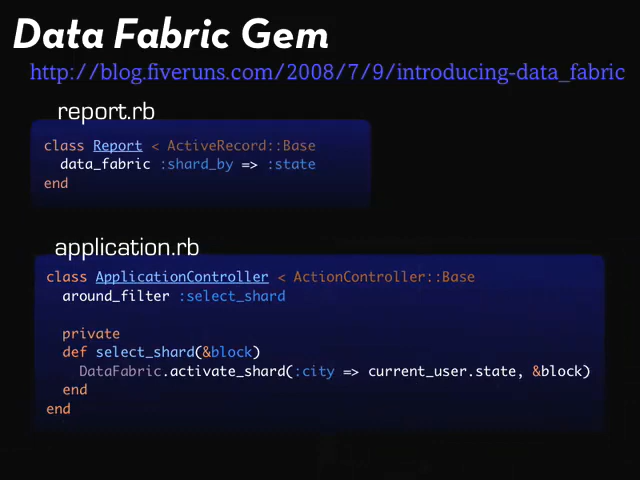 Data Fabric Gem
http://blog.fiveruns.com/2008/7/9/introducing-data_fabric
report.rb
class Report < ActiveRecord::Base
  data_fabric :shard_by => :state
end
application.rb
class ApplicationController < ActionController::Base
  around_filter :select_shard
  private
  def select_shard(&block)
    DataFabric.activate_shard(:city => current_user.state, &block)
  end
end